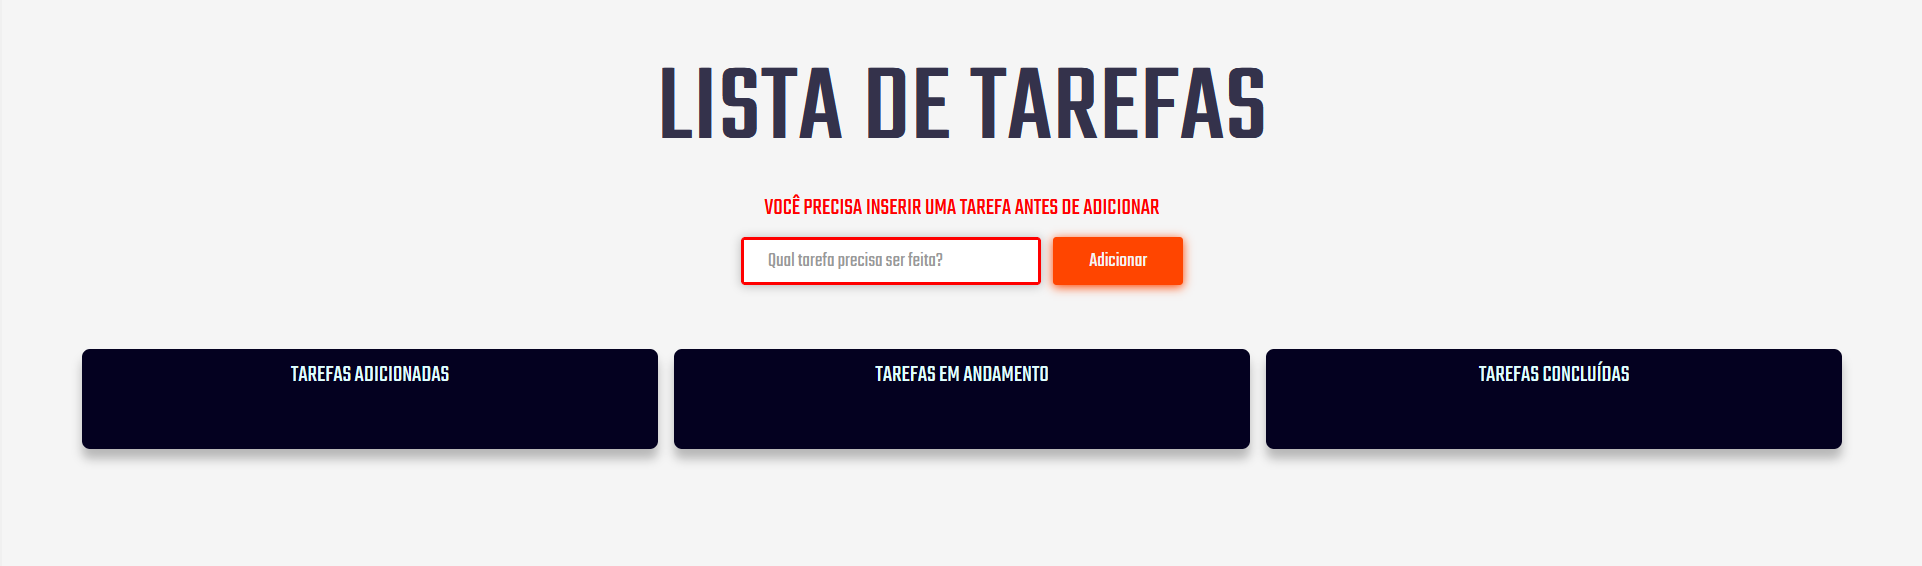 LISTA DE TAREFAS
VOCÊ PRECISA INSERIR UMA TAREFA ANTES DE ADICIONAR
Qual tarefa precisa ser feita?
Adicionar
TAREFAS ADICIONADAS
TAREFAS EM ANDAMENTO
TAREFAS CONCLUÍDAS